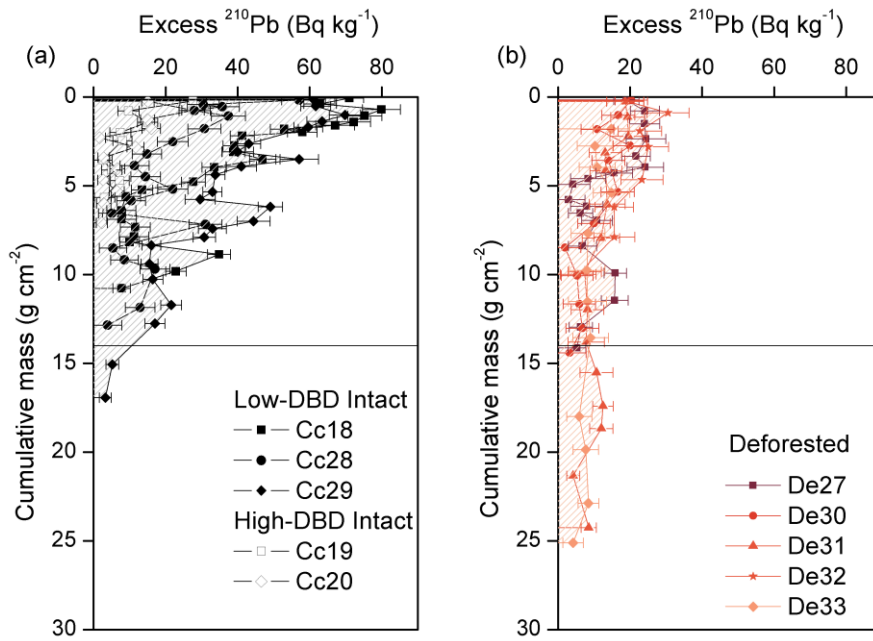 Excess ²¹⁰Pb (Bq kg⁻¹)
(a)
0 20 40 60 80
0
5
10
15
20
25
30
Cumulative mass (g cm⁻²)
Low-DBD Intact
Cc18
Cc28
Cc29
High-DBD Intact
Cc19
Cc20
Excess ²¹⁰Pb (Bq kg⁻¹)
(b)
0 20 40 60 80
0
5
10
15
20
25
30
Cumulative mass (g cm⁻²)
Deforested
De27
De30
De31
De32
De33